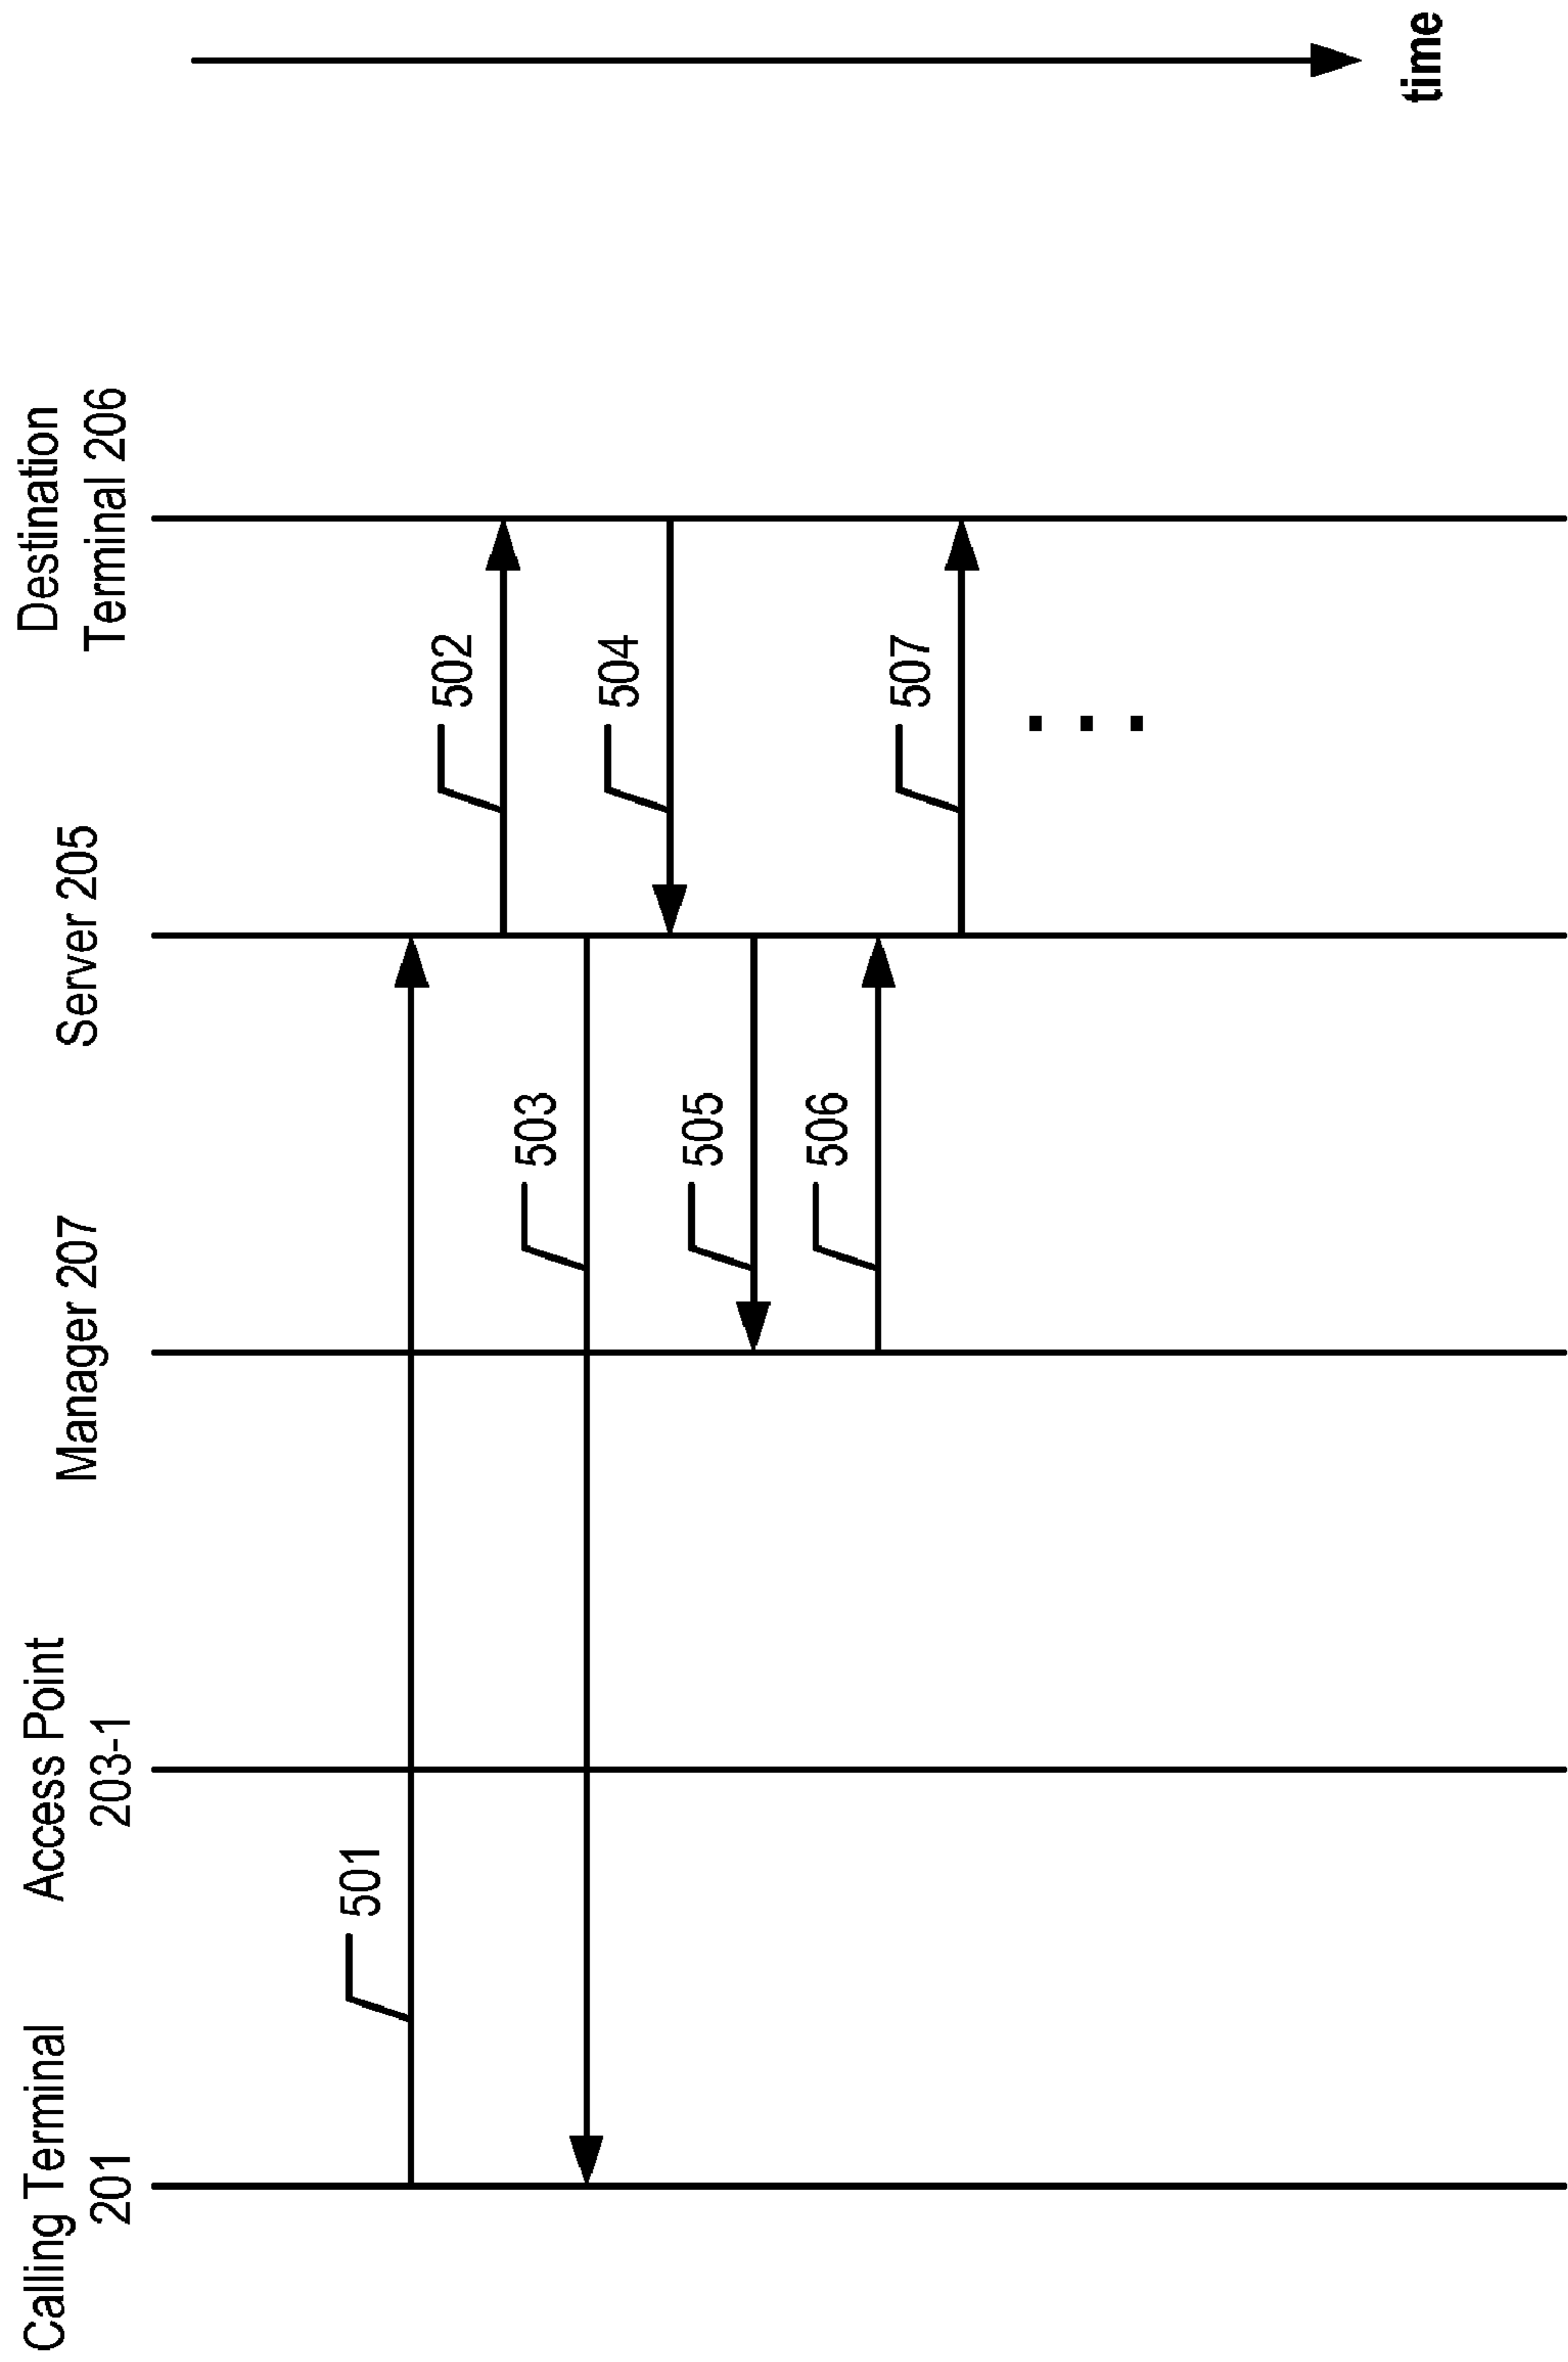 Calling Terminal
201
Access Point
203-1
Manager 207
Server 205
Destination
Terminal 206
501
502
503
504
505
506
507
. . .
time